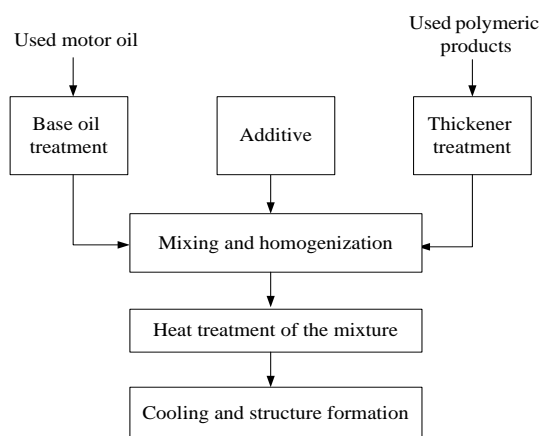 Used motor oil
Used polymeric
products
Base oil
treatment
Additive
Thickener
treatment
Mixing and homogenization
Heat treatment of the mixture
Cooling and structure formation